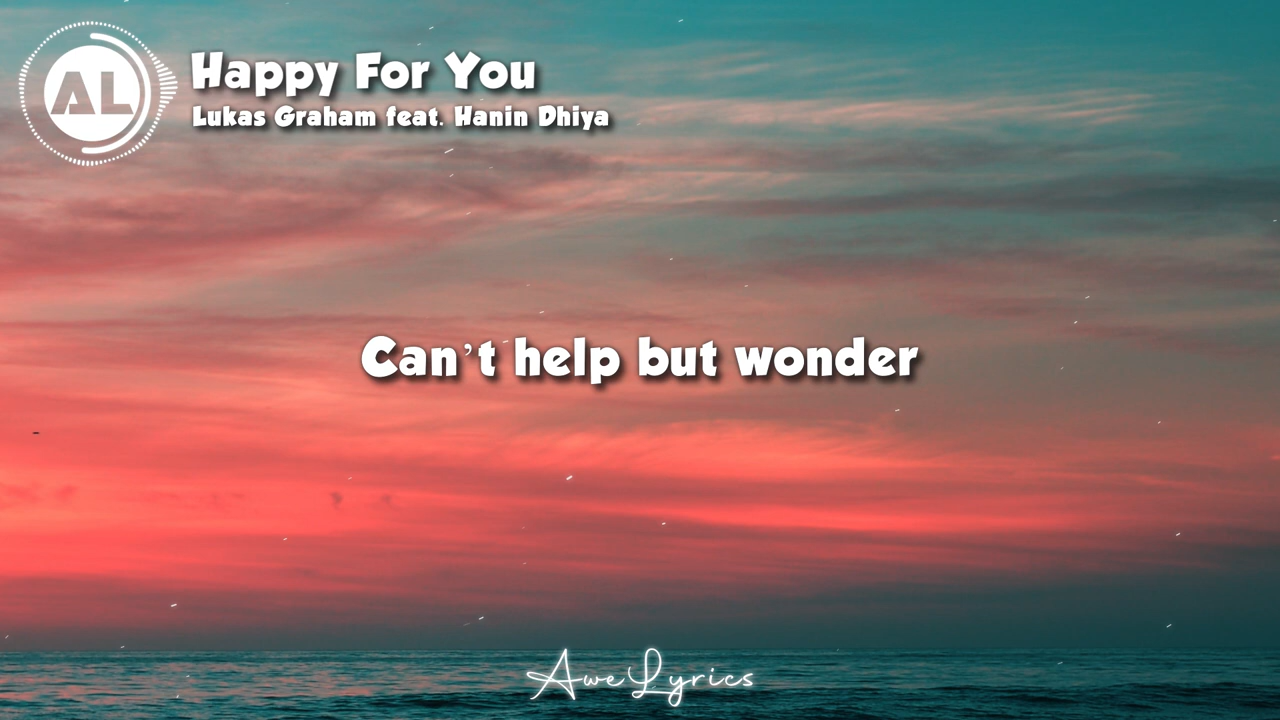 AL
Happy For You
Lukas Graham feat. Hanin Dhiya
Can't help but wonder
AweLyrics